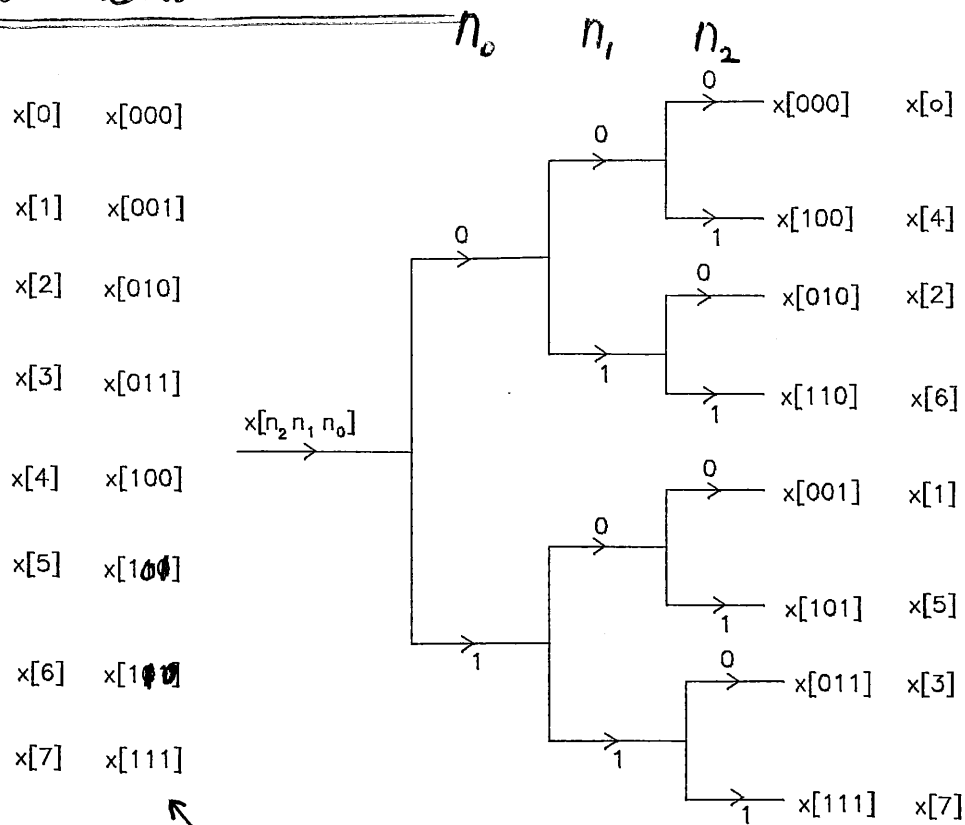 n₀ n₁ n₂
x[0] x[000]
x[1] x[001]
x[2] x[010]
x[3] x[011]
x[4] x[100]
x[5] x[101]
x[6] x[110]
x[7] x[111]
x[n₂ n₁ n₀]
0
1
0
1
0
1
0
1
0
1
0
1
0
1
x[000] x[o]
x[100] x[4]
x[010] x[2]
x[110] x[6]
x[001] x[1]
x[101] x[5]
x[011] x[3]
x[111] x[7]